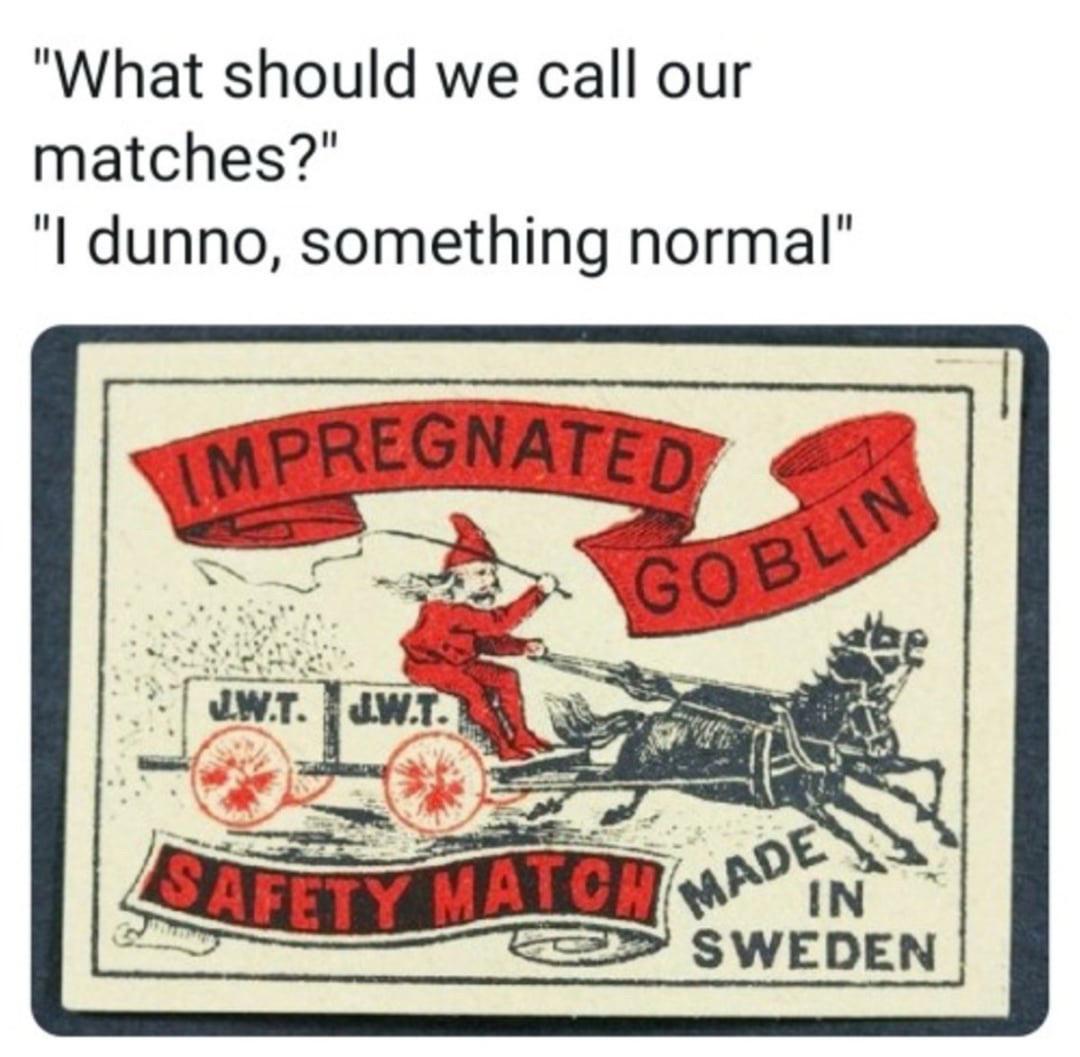 "What should we call our
matches?"
"I dunno, something normal"
IMPREGNATED
GOBLIN
J.W.T. J.W.T.
SAFETY MATCH
MADE
IN
SWEDEN